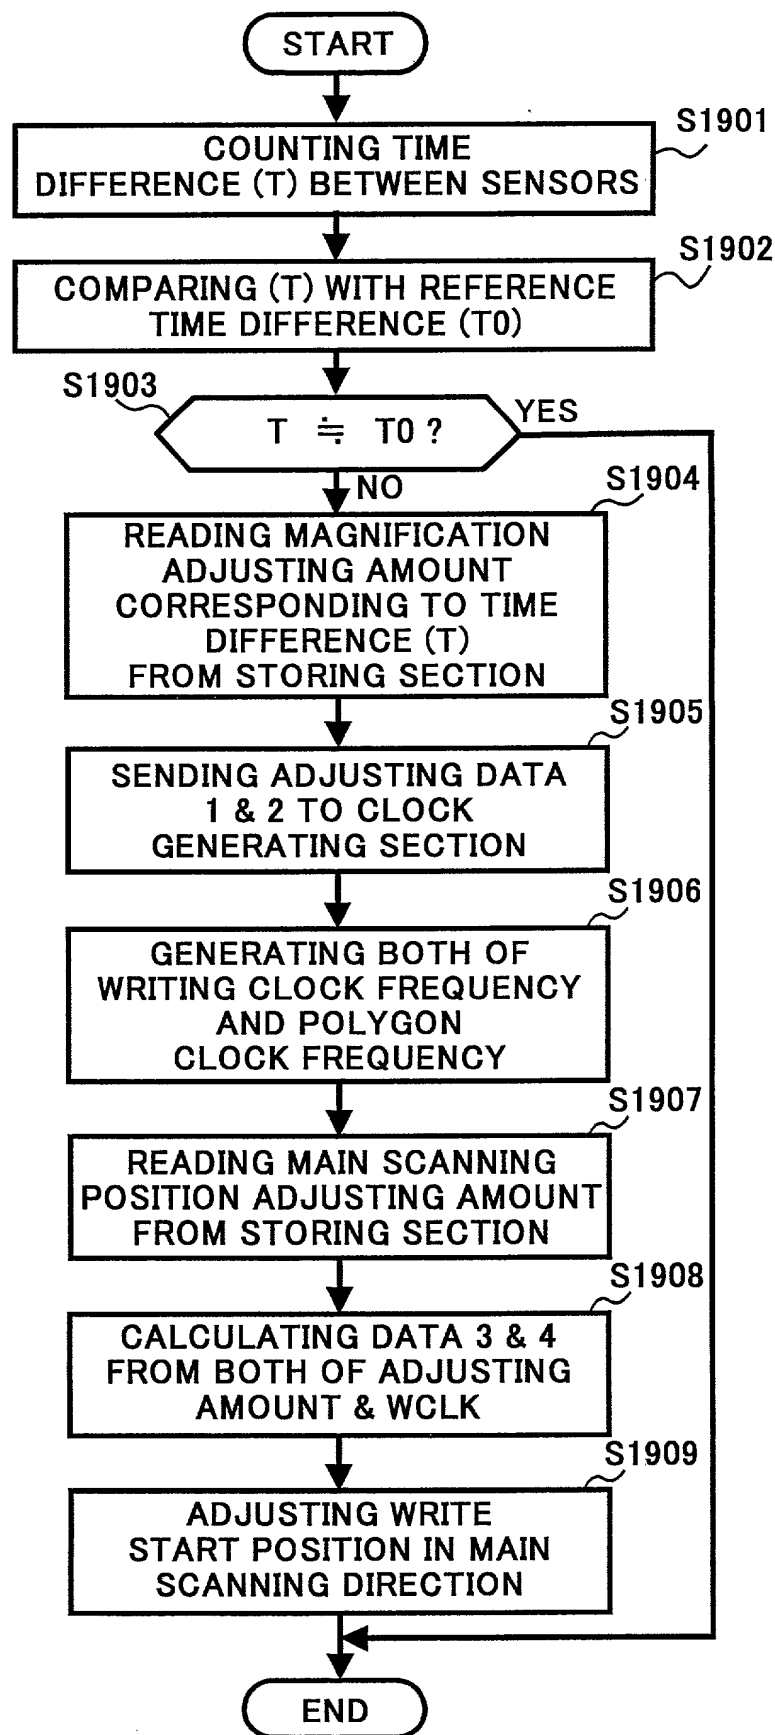 START
S1901
COUNTING TIME
DIFFERENCE (T) BETWEEN SENSORS
S1902
COMPARING (T) WITH REFERENCE
TIME DIFFERENCE (T0)
S1903
T ≒ T0 ?
YES
NO
S1904
READING MAGNIFICATION
ADJUSTING AMOUNT
CORRESPONDING TO TIME
DIFFERENCE (T)
FROM STORING SECTION
S1905
SENDING ADJUSTING DATA
1 & 2 TO CLOCK
GENERATING SECTION
S1906
GENERATING BOTH OF
WRITING CLOCK FREQUENCY
AND POLYGON
CLOCK FREQUENCY
S1907
READING MAIN SCANNING
POSITION ADJUSTING AMOUNT
FROM STORING SECTION
S1908
CALCULATING DATA 3 & 4
FROM BOTH OF ADJUSTING
AMOUNT & WCLK
S1909
ADJUSTING WRITE
START POSITION IN MAIN
SCANNING DIRECTION
END